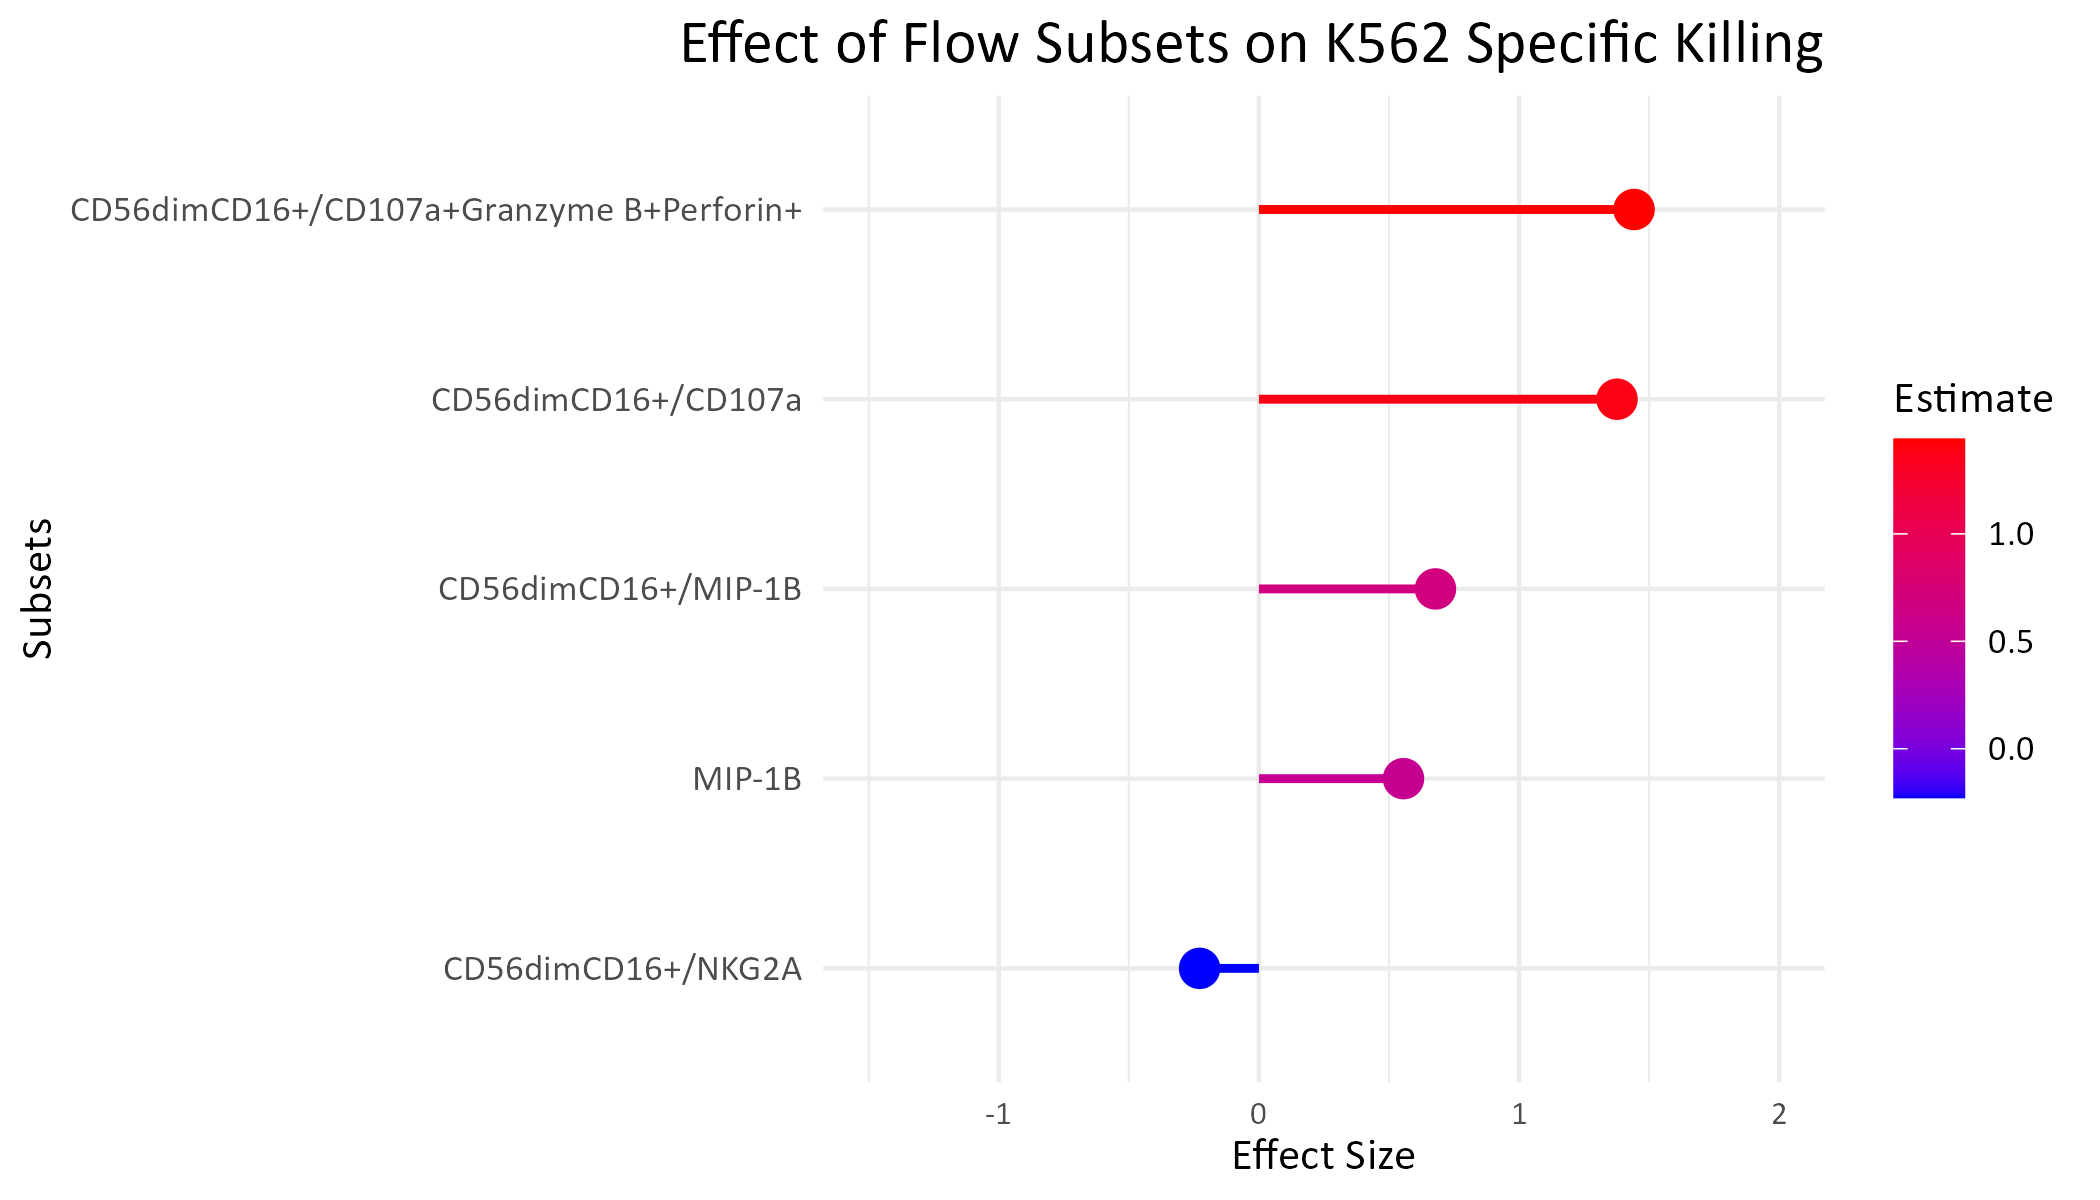 Effect of Flow Subsets on K562 Specific Killing
Subsets
CD56dimCD16+/CD107a+Granzyme B+Perforin+
CD56dimCD16+/CD107a
CD56dimCD16+/MIP-1B
MIP-1B
CD56dimCD16+/NKG2A
-1 0 1 2
Effect Size
Estimate
1.0
0.5
0.0